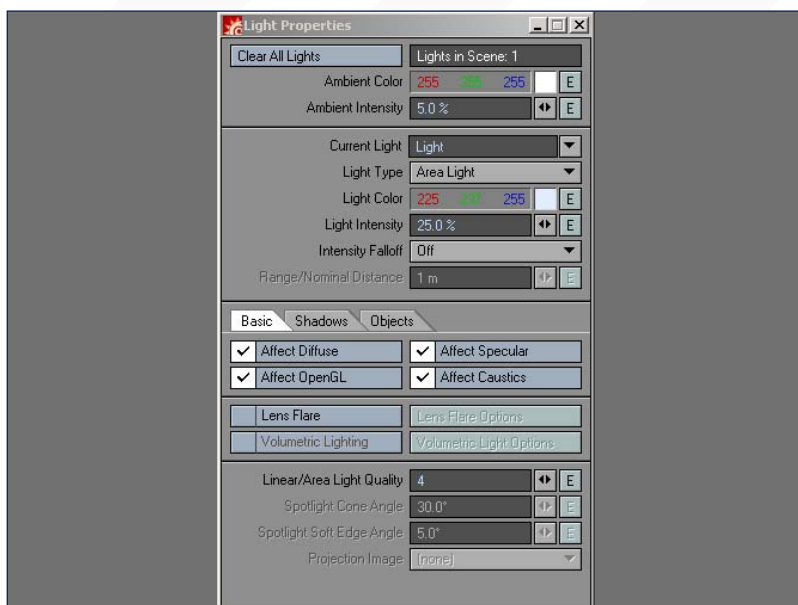 Light Properties
Clear All Lights Lights in Scene: 1
Ambient Color 255 255 255 E
Ambient Intensity 5.0 % E
Current Light Light
Light Type Area Light
Light Color 225 255 E
Light Intensity 25.0 % E
Intensity Falloff Off
Range/Nominal Distance 1 m E
Basic Shadows Objects
Affect Diffuse Affect Specular
Affect OpenGL Affect Caustics
Lens Flare Lens Flare Options
Volumetric Lighting Volumetric Light Options
Linear/Area Light Quality 4 E
Spotlight Cone Angle 30.0° E
Spotlight Soft Edge Angle 5.0° E
Projection Image (none)